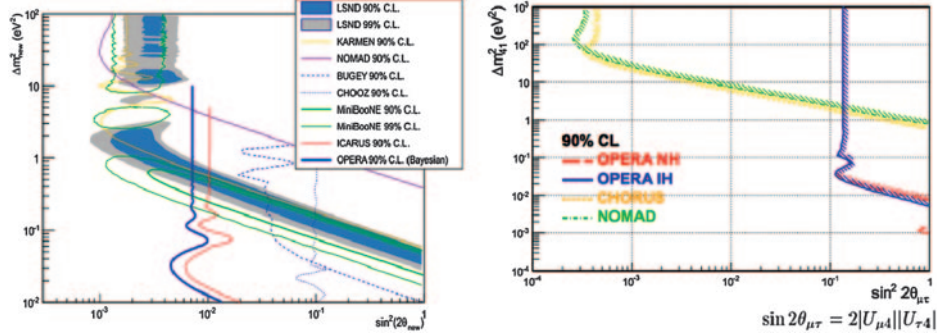 Δm²new (eV²)
10²
10
1
10⁻¹
10⁻²
10⁻³
10⁻²
10⁻¹
1
sin²(2θnew)
LSND 90% C.L.
LSND 99% C.L.
KARMEN 90% C.L.
NOMAD 90% C.L.
BUGEY 90% C.L.
CHOOZ 90% C.L.
MiniBooNE 90% C.L.
MiniBooNE 99% C.L.
ICARUS 90% C.L.
OPERA 90% C.L. (Bayesian)
Δm²41 (eV²)
10³
10²
10
1
10⁻¹
10⁻²
10⁻³
10⁻⁴
90% CL
OPERA NH
OPERA IH
CHORUS
NOMAD
10⁻⁴
10⁻³
10⁻²
10⁻¹
1
sin² 2θμτ
sin 2θμτ = 2|Uμ4||Uτ4|